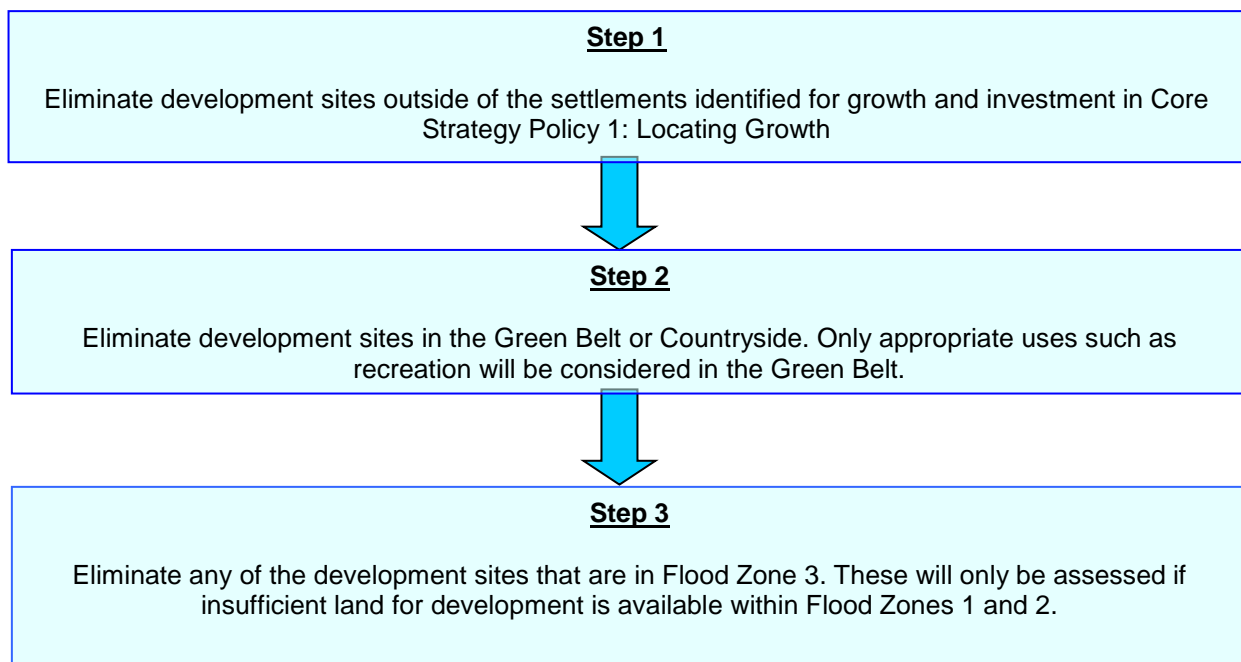 Step 1
Eliminate development sites outside of the settlements identified for growth and investment in Core
Strategy Policy 1: Locating Growth
Step 2
Eliminate development sites in the Green Belt or Countryside. Only appropriate uses such as
recreation will be considered in the Green Belt.
Step 3
Eliminate any of the development sites that are in Flood Zone 3. These will only be assessed if
insufficient land for development is available within Flood Zones 1 and 2.